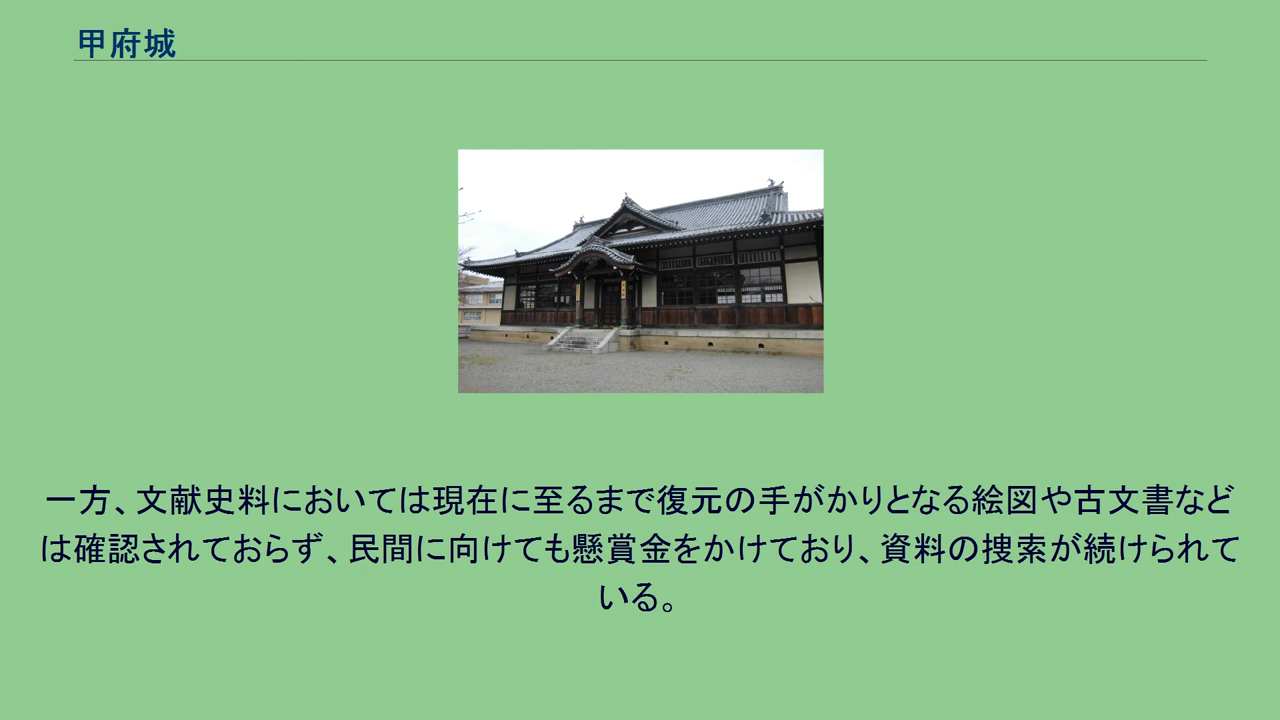 甲府城
一方、文献史料においては現在に至るまで復元の手がかりとなる絵図や古文書など
は確認されておらず、民間に向けても懸賞金をかけており、資料の捜索が続けられて
いる。